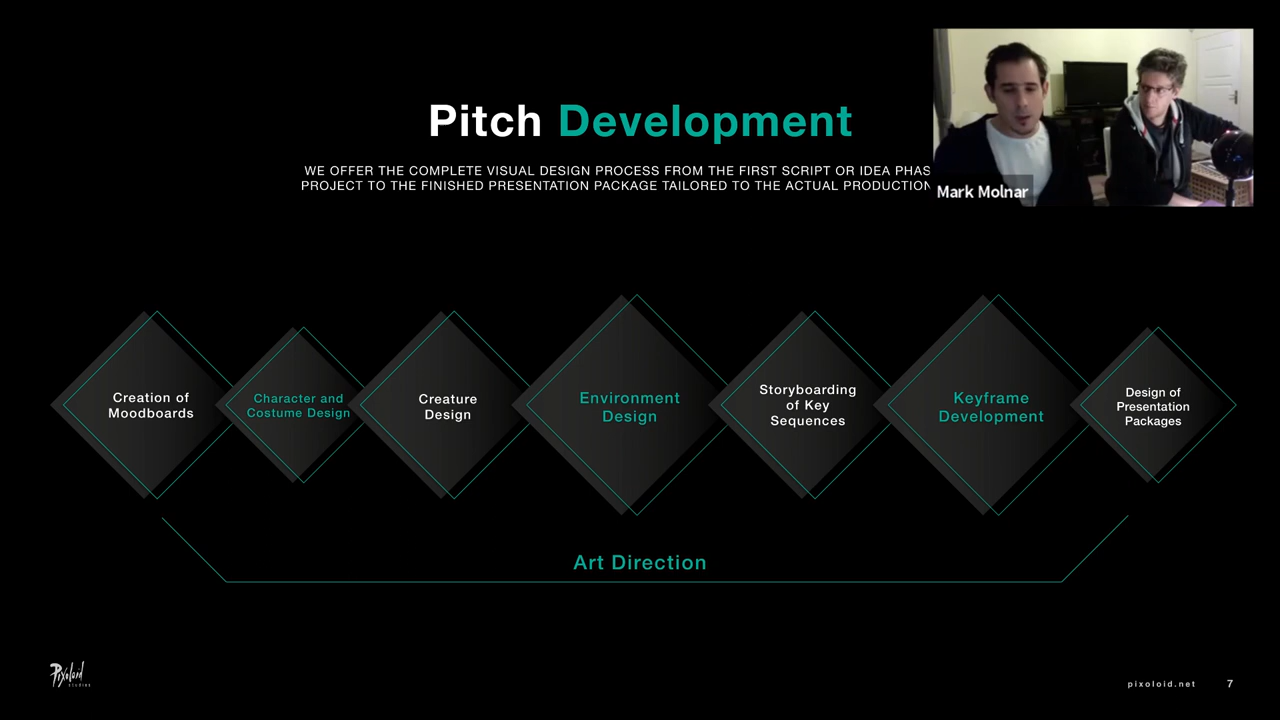 Pitch Development
WE OFFER THE COMPLETE VISUAL DESIGN PROCESS FROM THE FIRST SCRIPT OR IDEA PHAS
PROJECT TO THE FINISHED PRESENTATION PACKAGE TAILORED TO THE ACTUAL PRODUCTION
Mark Molnar
Creation of
Moodboards
Character and
Costume Design
Creature
Design
Environment
Design
Storyboarding
of Key
Sequences
Keyframe
Development
Design of
Presentation
Packages
Art Direction
Pixoloid
STUDIOS
pixoloid.net
7